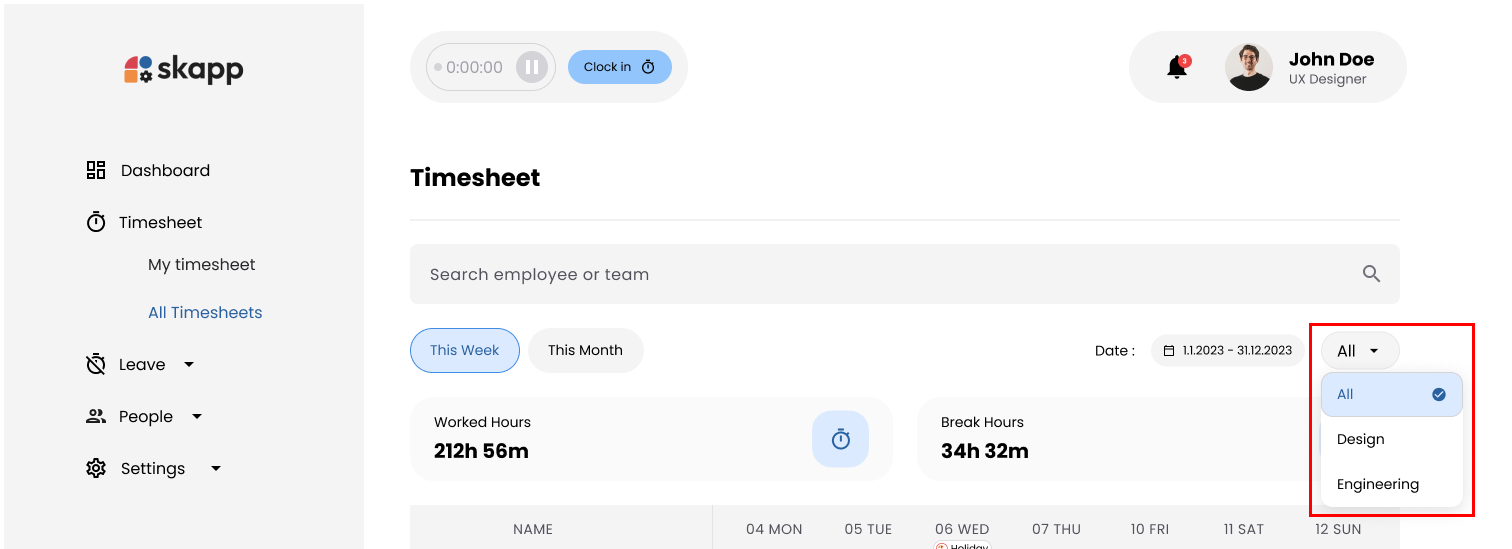 skapp
Dashboard
Timesheet
My timesheet
All Timesheets
Leave
People
Settings
0:00:00
Clock in
3
John Doe
UX Designer
Timesheet
Search employee or team
This Week
This Month
Date :
1.1.2023 - 31.12.2023
All
All
Design
Engineering
Worked Hours
212h 56m
Break Hours
34h 32m
NAME 04 MON 05 TUE 06 WED 07 THU 10 FRI 11 SAT 12 SUN
Holiday